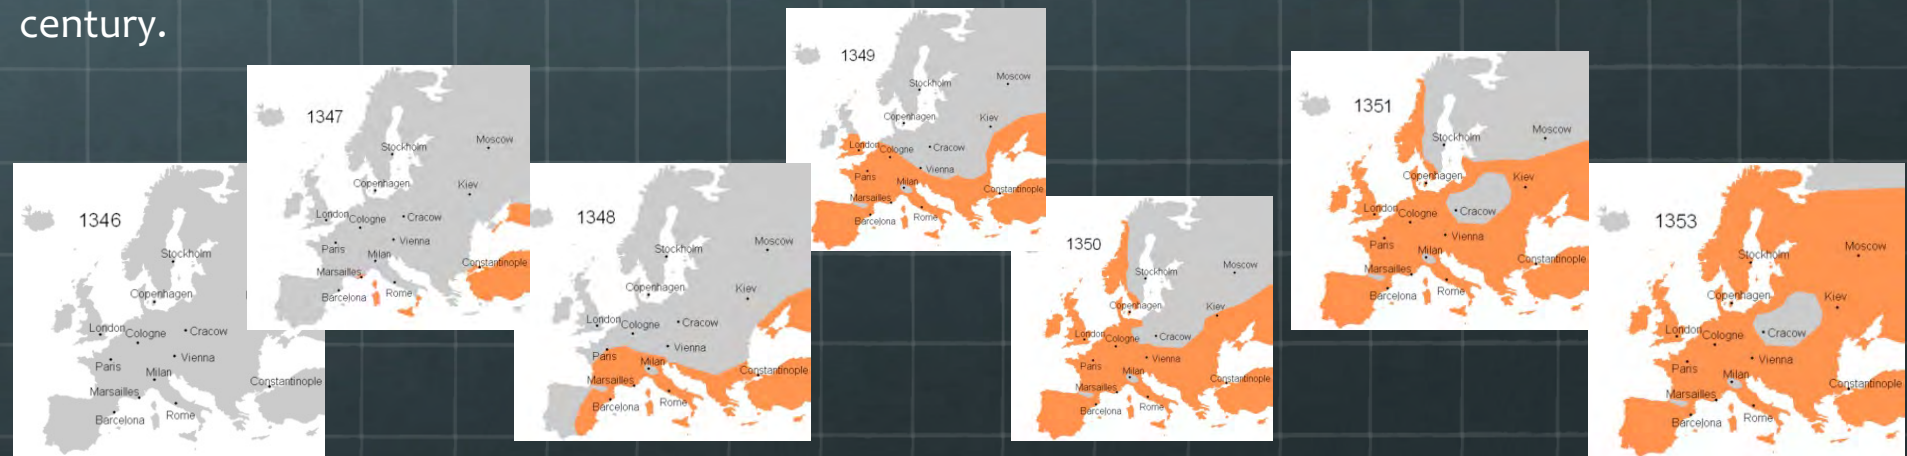 century.
1346
Stockholm
Copenhagen
London
Cologne
Cracow
Paris
Vienna
Milan
Marsailles
Constantinople
Barcelona
Rome
1347
Moscow
Stockholm
Copenhagen
Kiev
London
Cologne
Cracow
Paris
Vienna
Milan
Marsailles
Constantinople
Barcelona
Rome
1348
Moscow
Stockholm
Copenhagen
Kiev
London
Cologne
Cracow
Paris
Vienna
Milan
Marsailles
Constantinople
Barcelona
Rome
1349
Moscow
Stockholm
Copenhagen
Kiev
London
Cologne
Cracow
Paris
Vienna
Milan
Marsailles
Constantinople
Barcelona
Rome
1350
Moscow
Stockholm
Copenhagen
Kiev
London
Cologne
Cracow
Paris
Vienna
Milan
Marsailles
Constantinople
Barcelona
Rome
1351
Moscow
Stockholm
Copenhagen
Kiev
London
Cologne
Cracow
Paris
Vienna
Milan
Marsailles
Constantinople
Barcelona
Rome
1353
Moscow
Stockholm
Copenhagen
Kiev
London
Cologne
Cracow
Paris
Vienna
Milan
Marsailles
Constantinople
Barcelona
Rome